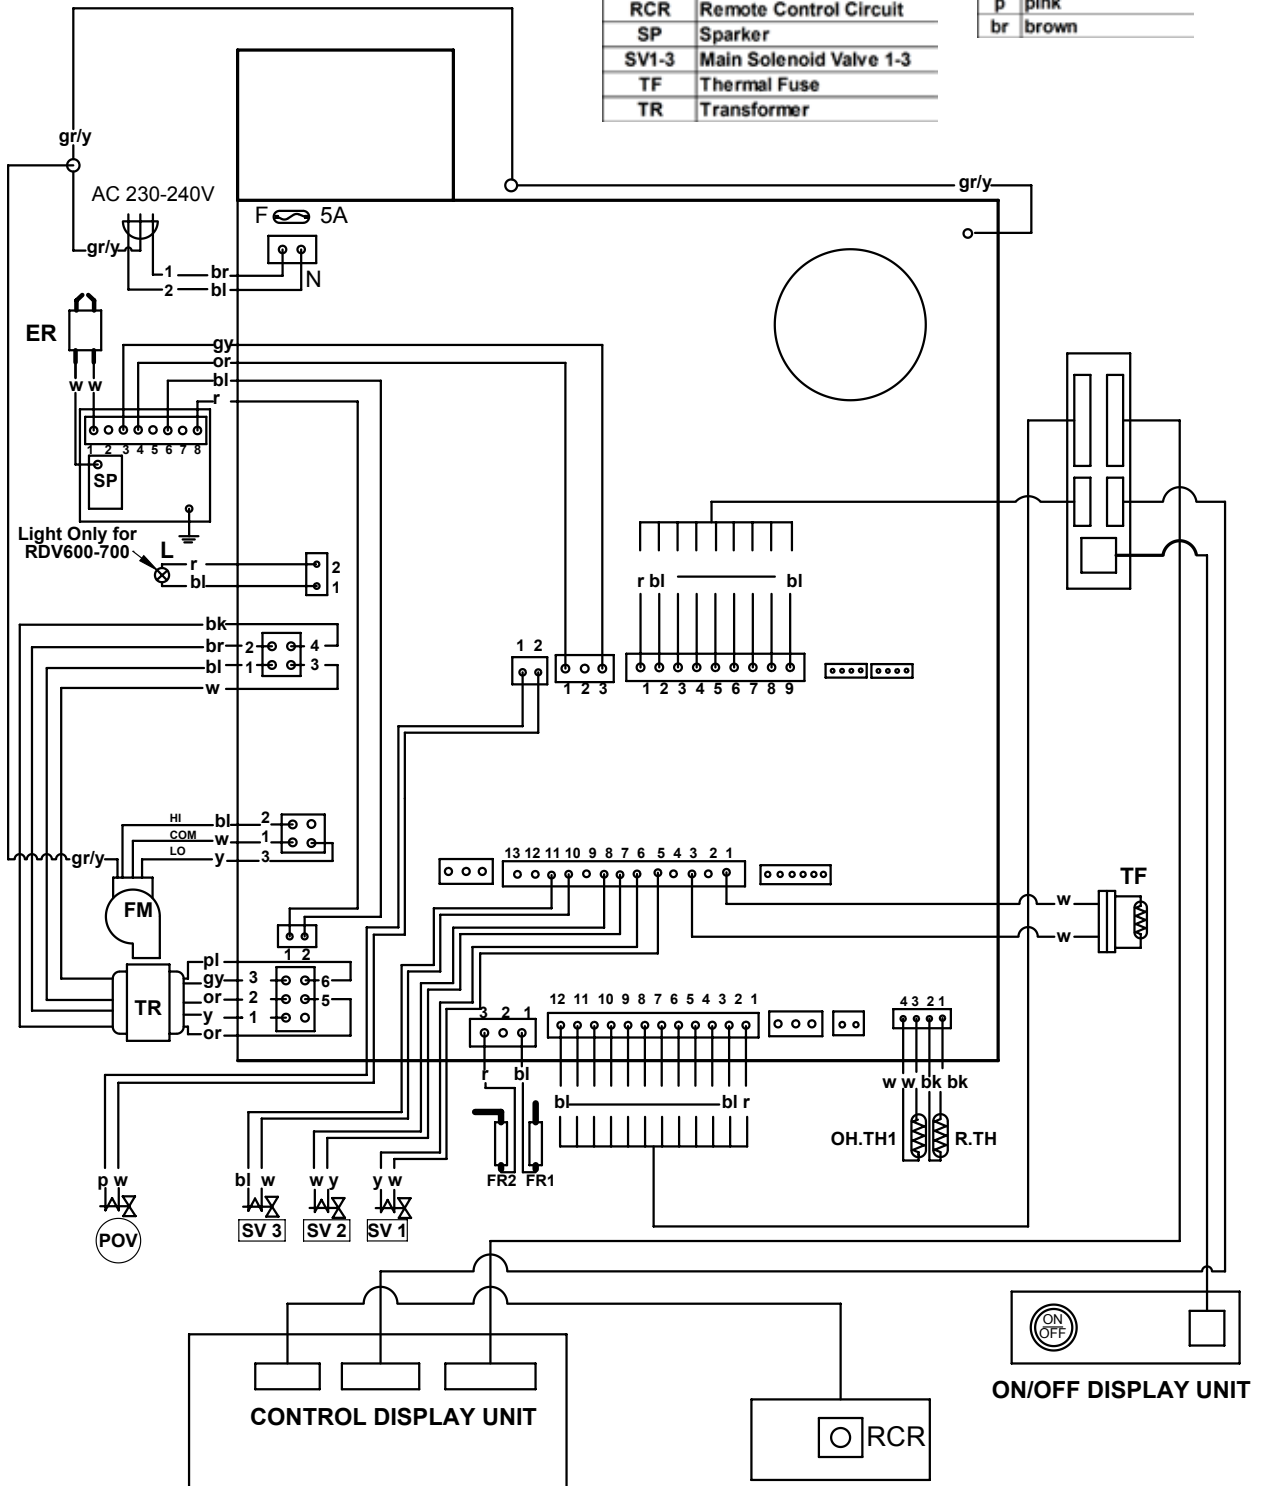 RCR Remote Control Circuit
SP Sparker
SV1-3 Main Solenoid Valve 1-3
TF Thermal Fuse
TR Transformer
p pink
br brown
gr/y
AC 230-240V
gr/y
F 5A
gr/y
1 br
2 bl
N
ER
w w
gy
or
bl
r
1 2 3 4 5 6 7 8
SP
Light Only for
RDV600-700
L
r
bl
2
1
r bl bl
bk
br 2 4
bl 1 3
w
1 2
1 2 3
1 2 3 4 5 6 7 8 9
HI bl 2
COM w 1
LO y 3
gr/y
FM
13 12 11 10 9 8 7 6 5 4 3 2 1
TF
w
w
1 2
pl
gy 3 6
or 2 5
y 1
or
TR
3 2 1
12 11 10 9 8 7 6 5 4 3 2 1
4 3 2 1
r bl
bl bl r
w w bk bk
OH.TH1 R.TH
FR2 FR1
p w
bl w
w y
y w
POV
SV 3
SV 2
SV 1
ON
OFF
ON/OFF DISPLAY UNIT
CONTROL DISPLAY UNIT
RCR